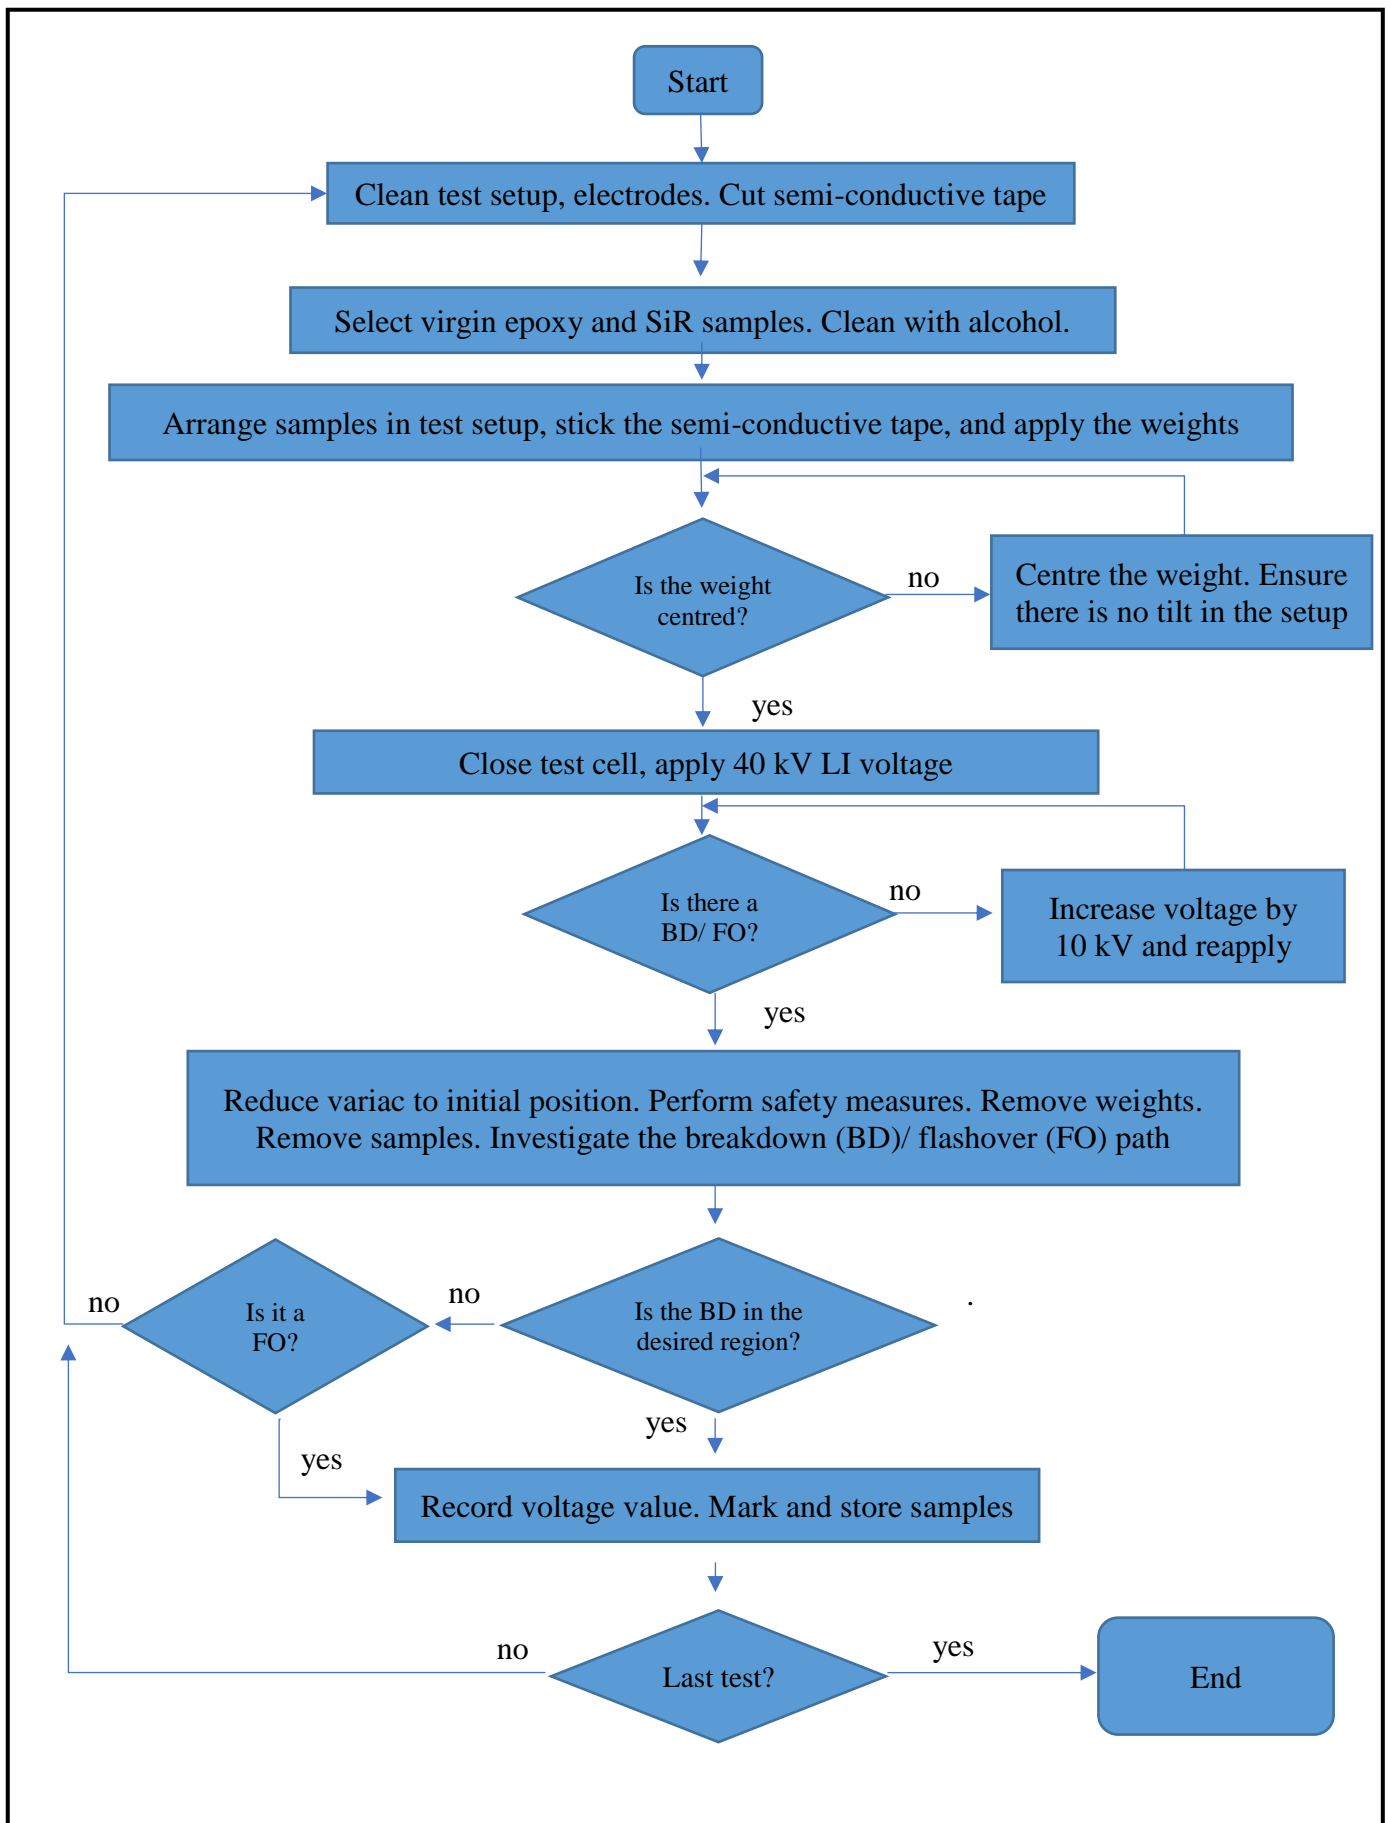 Start
Clean test setup, electrodes. Cut semi-conductive tape
Select virgin epoxy and SiR samples. Clean with alcohol.
Arrange samples in test setup, stick the semi-conductive tape, and apply the weights
Is the weight
centred?
no
Centre the weight. Ensure
there is no tilt in the setup
yes
Close test cell, apply 40 kV LI voltage
Is there a
BD/ FO?
no
Increase voltage by
10 kV and reapply
yes
Reduce variac to initial position. Perform safety measures. Remove weights.
Remove samples. Investigate the breakdown (BD)/ flashover (FO) path
Is the BD in the
desired region?
.
no
Is it a
FO?
no
yes
yes
Record voltage value. Mark and store samples
Last test?
no
yes
End